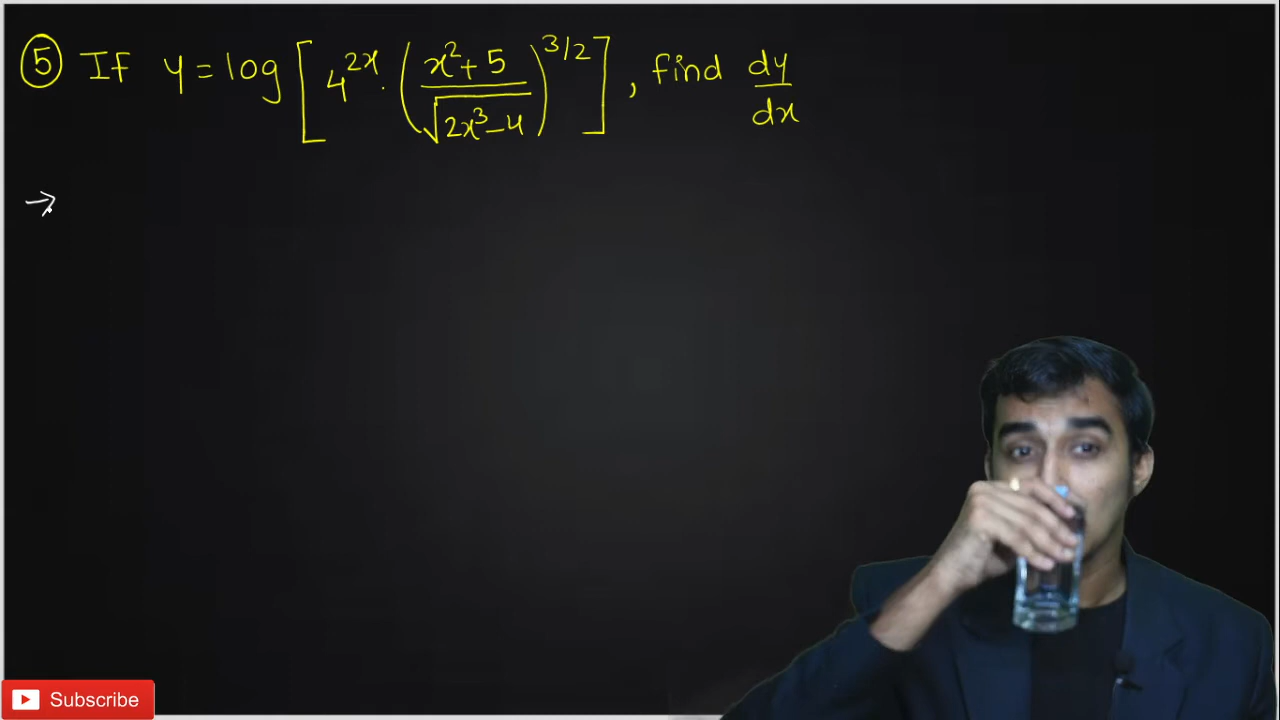 ⑤ If y = log [ 4^{2x} · ( (x² + 5) / √(2x³ - 4) )^{3/2} ] , find dy/dx
→
Subscribe